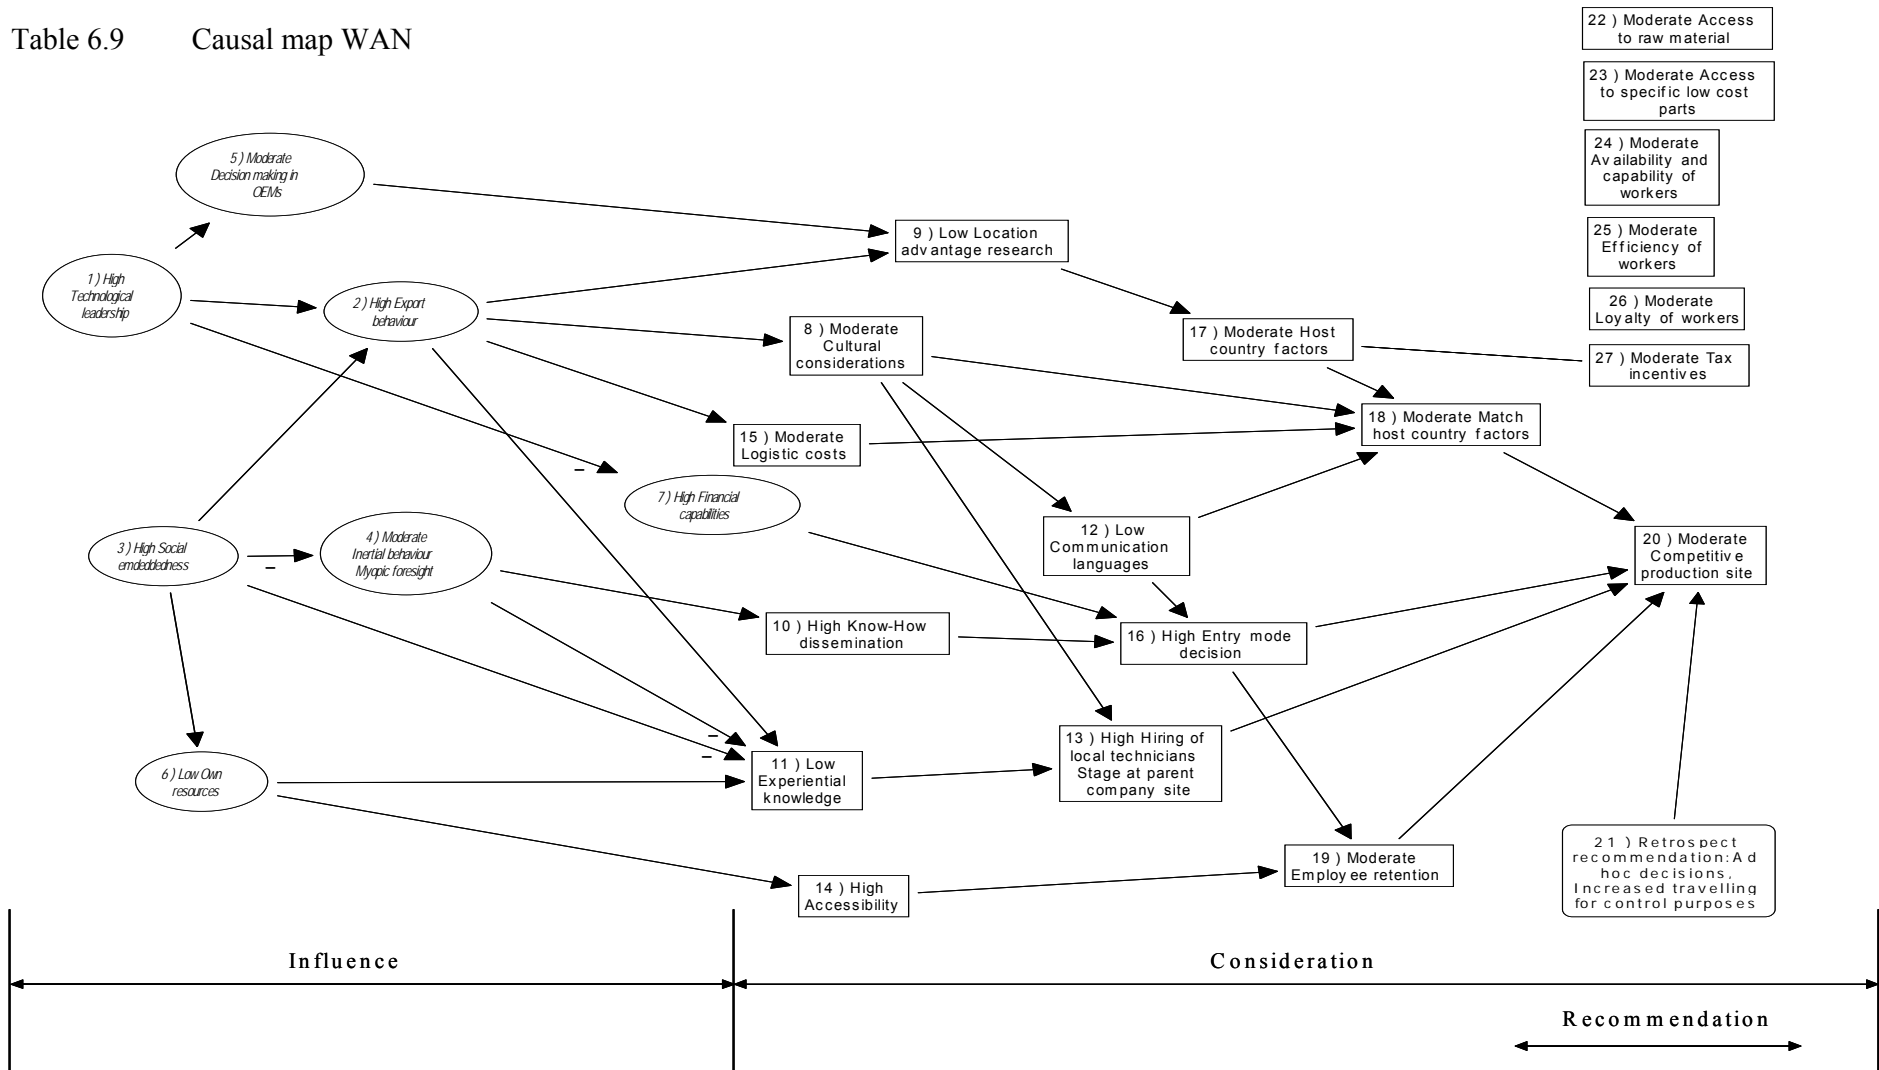 Table 6.9 Causal map WAN
22 ) Moderate Access
to raw material
23 ) Moderate Access
to specific low cost
parts
24 ) Moderate
Availability and
capability of
workers
25 ) Moderate
Efficiency of
workers
26 ) Moderate
Loyalty of workers
27 ) Moderate Tax
incentives
5 ) Moderate
Decision making in
OEMs
1 ) High
Technological
leadership
2 ) High Export
behaviour
9 ) Low Location
advantage research
8 ) Moderate
Cultural
considerations
17 ) Moderate Host
country factors
15 ) Moderate
Logistic costs
18 ) Moderate Match
host country factors
–
7 ) High Financial
capabilities
3 ) High Social
emdeddedness
–
4 ) Moderate
Inertial behaviour
Myopic foresight
12 ) Low
Communication
languages
20 ) Moderate
Competitive
production site
10 ) High Know-How
dissemination
16 ) High Entry mode
decision
6 ) Low Own
resources
–
–
11 ) Low
Experiential
knowledge
13 ) High Hiring of
local technicians
Stage at parent
company site
14 ) High
Accessibility
19 ) Moderate
Employee retention
21 ) Retrospect
recommendation: Ad
hoc decisions,
Increased travelling
for control purposes
Influence
Consideration
Recommendation